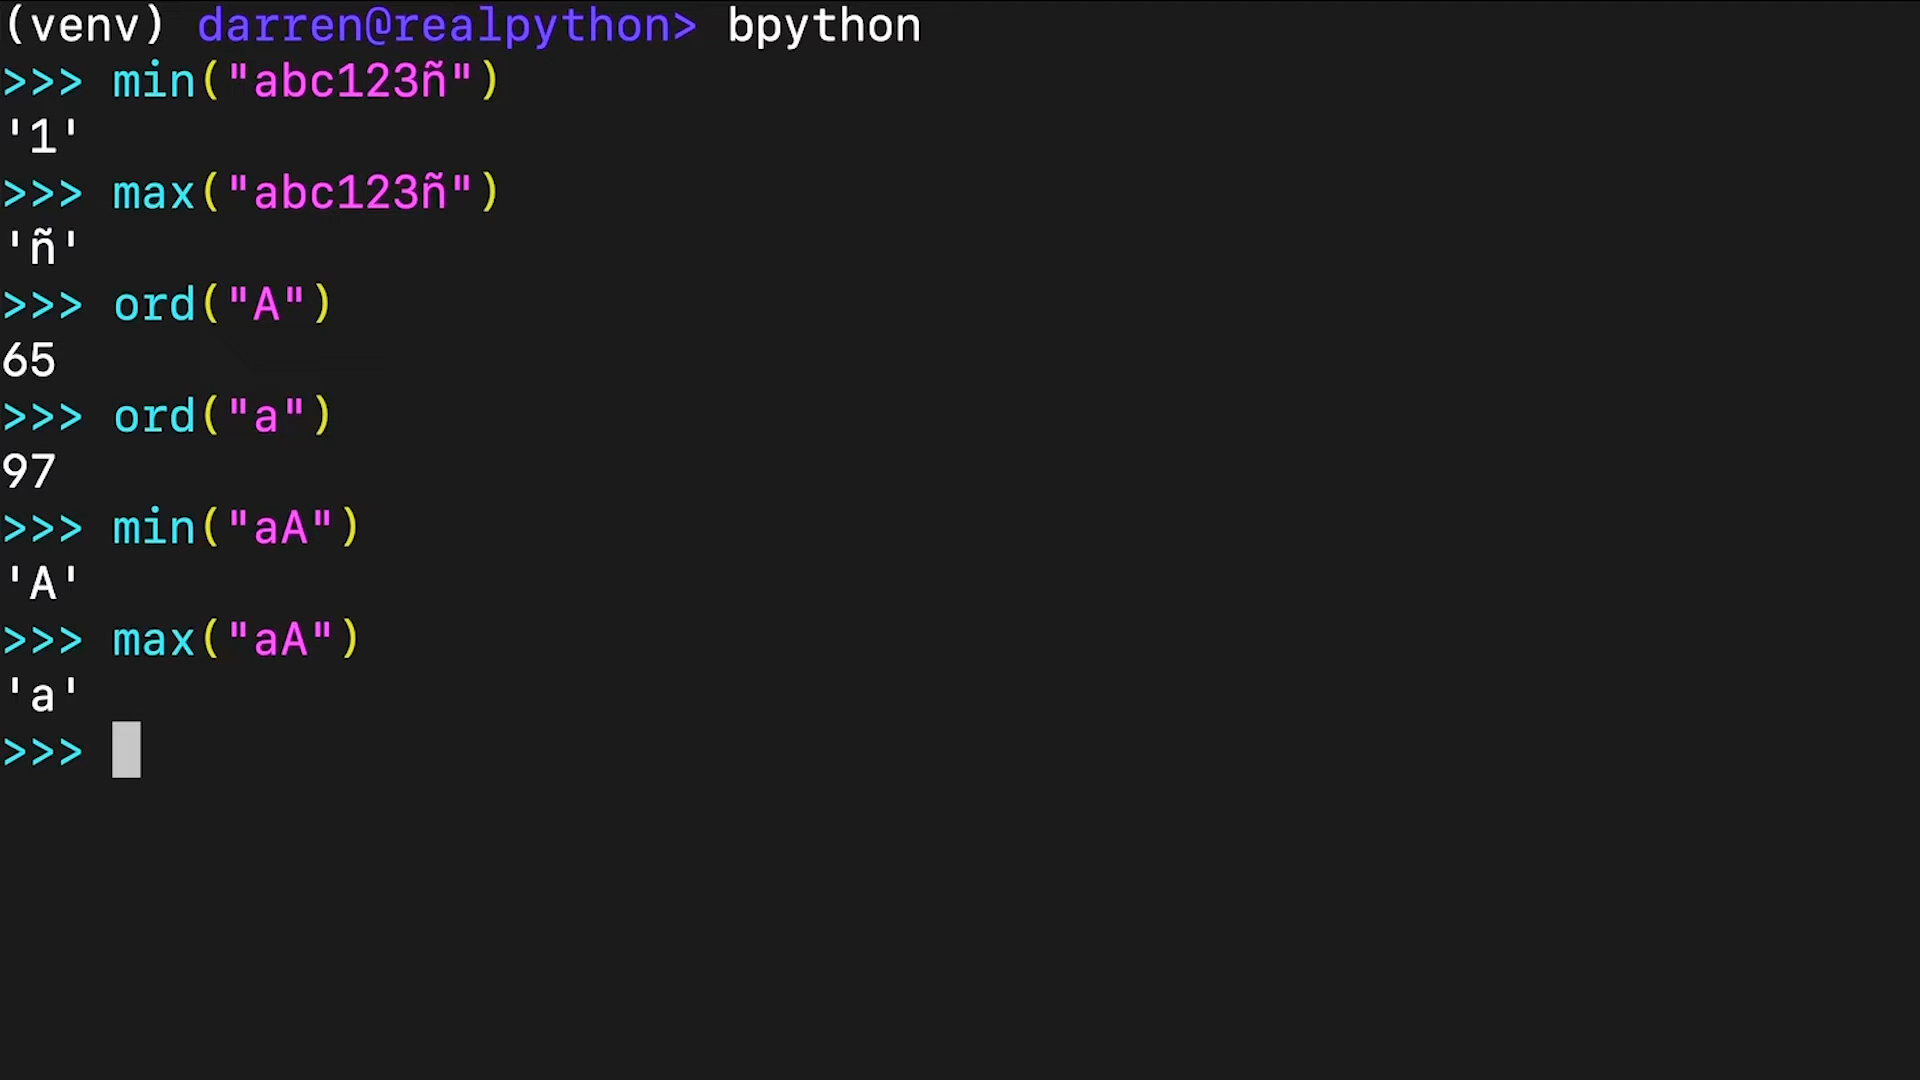 (venv) darren@realpython> bpython
>>> min("abc123ñ")
'1'
>>> max("abc123ñ")
'ñ'
>>> ord("A")
65
>>> ord("a")
97
>>> min("aA")
'A'
>>> max("aA")
'a'
>>>